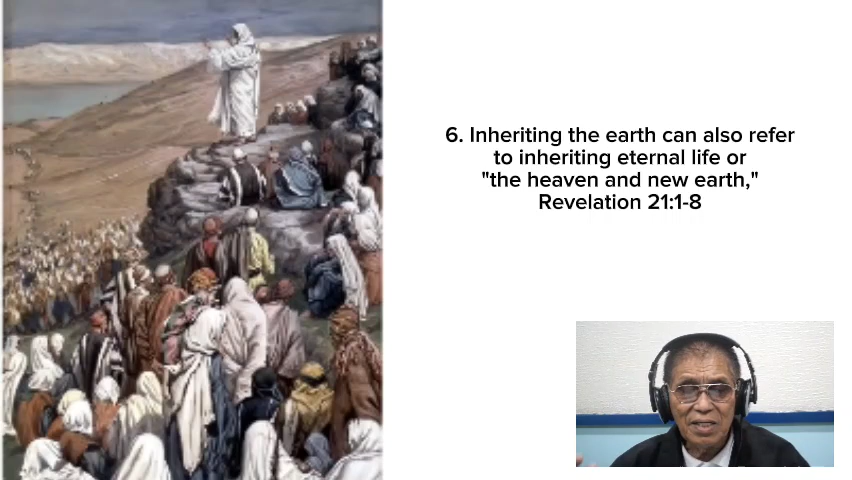 6. Inheriting the earth can also refer
to inheriting eternal life or
"the heaven and new earth,"
Revelation 21:1-8